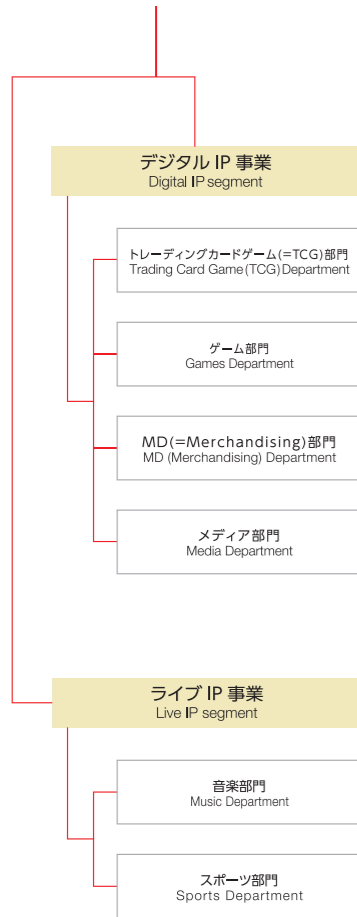 デジタル IP 事業
Digital IP segment
トレーディングカードゲーム(=TCG)部門
Trading Card Game (TCG) Department
ゲーム部門
Games Department
MD(=Merchandising)部門
MD (Merchandising) Department
メディア部門
Media Department
ライブ IP 事業
Live IP segment
音楽部門
Music Department
スポーツ部門
Sports Department